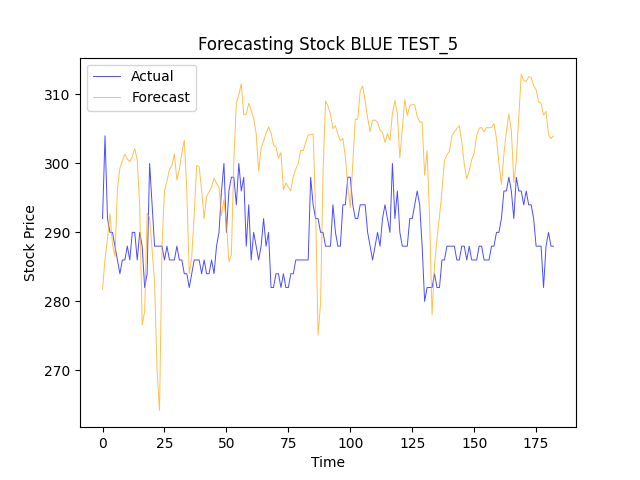 Forecasting Stock BLUE TEST_5
Actual
Forecast
310
300
290
280
270
Stock Price
0 25 50 75 100 125 150 175
Time